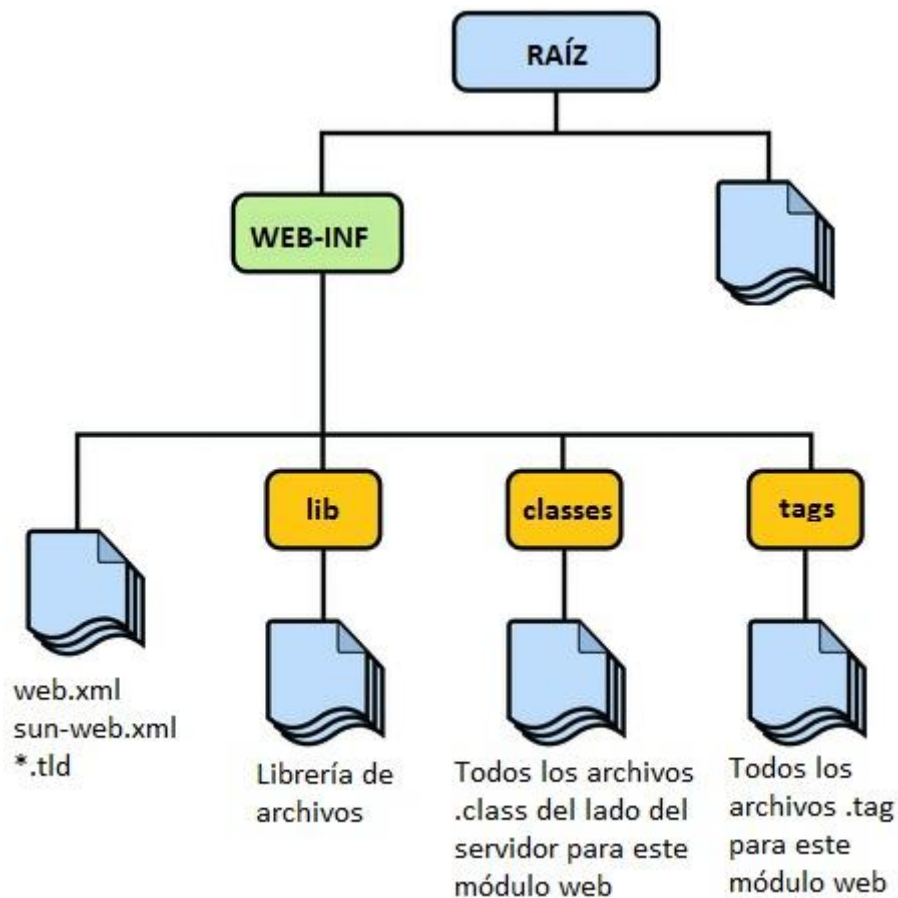 RAÍZ
WEB-INF
lib
classes
tags
web.xml
sun-web.xml
*.tld
Librería de
archivos
Todos los archivos
.class del lado del
servidor para este
módulo web
Todos los
archivos .tag
para este
módulo web